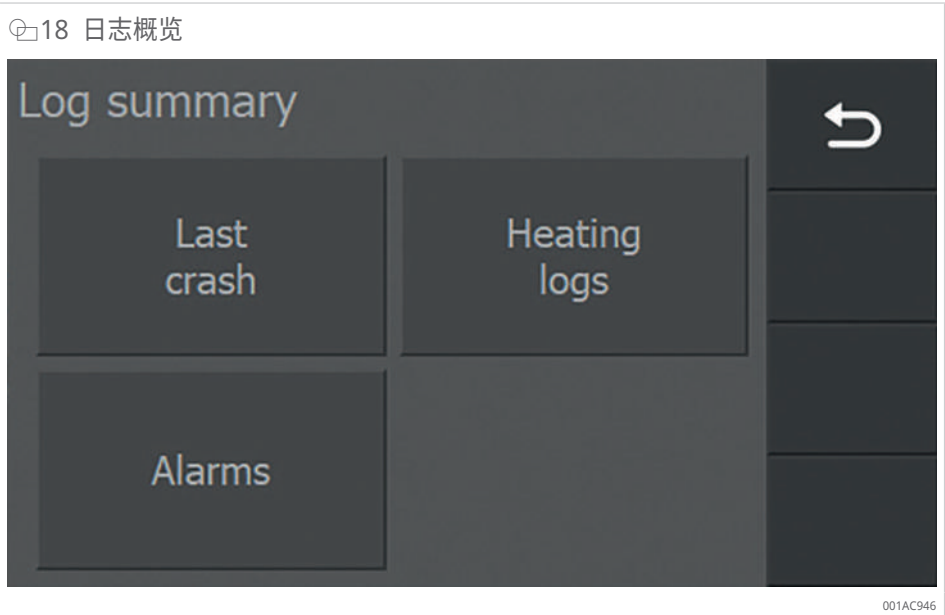 18 日志概览
Log summary
Last
crash
Heating
logs
Alarms
001AC946